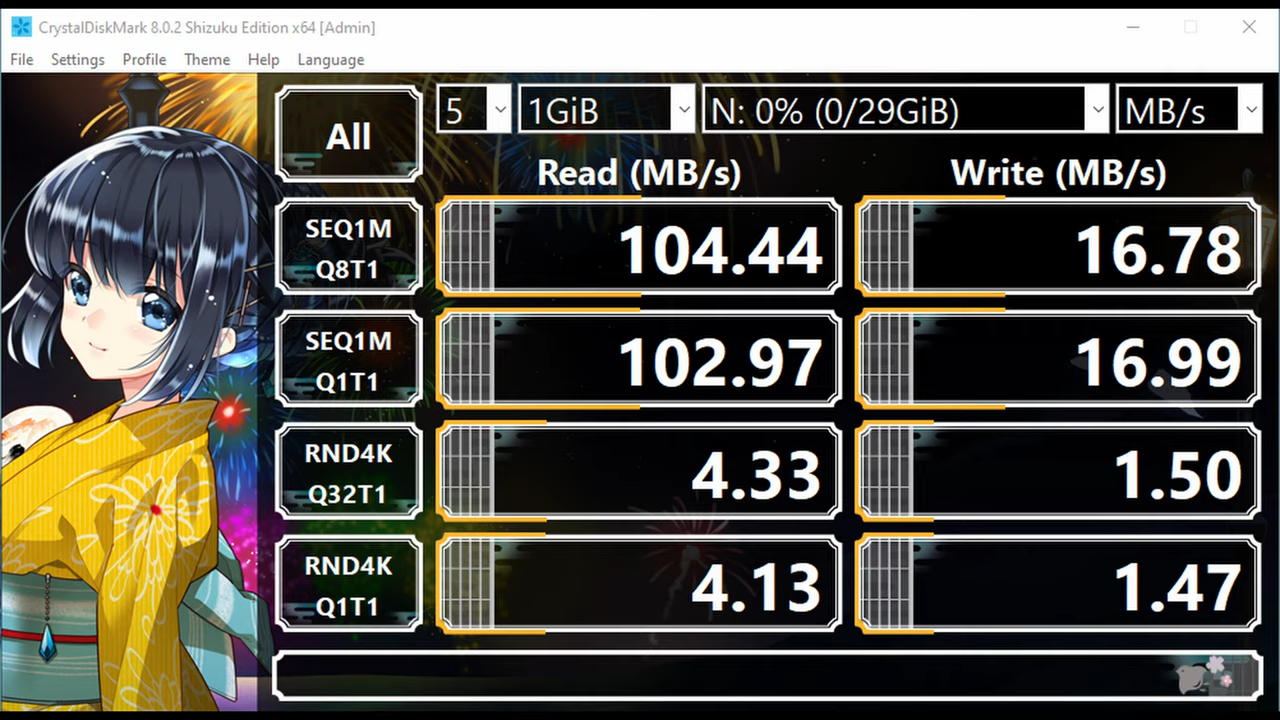 CrystalDiskMark 8.0.2 Shizuku Edition x64 [Admin]
File Settings Profile Theme Help Language
All
5 1GiB N: 0% (0/29GiB) MB/s
Read (MB/s) Write (MB/s)
SEQ1M
Q8T1
104.44 16.78
SEQ1M
Q1T1
102.97 16.99
RND4K
Q32T1
4.33 1.50
RND4K
Q1T1
4.13 1.47